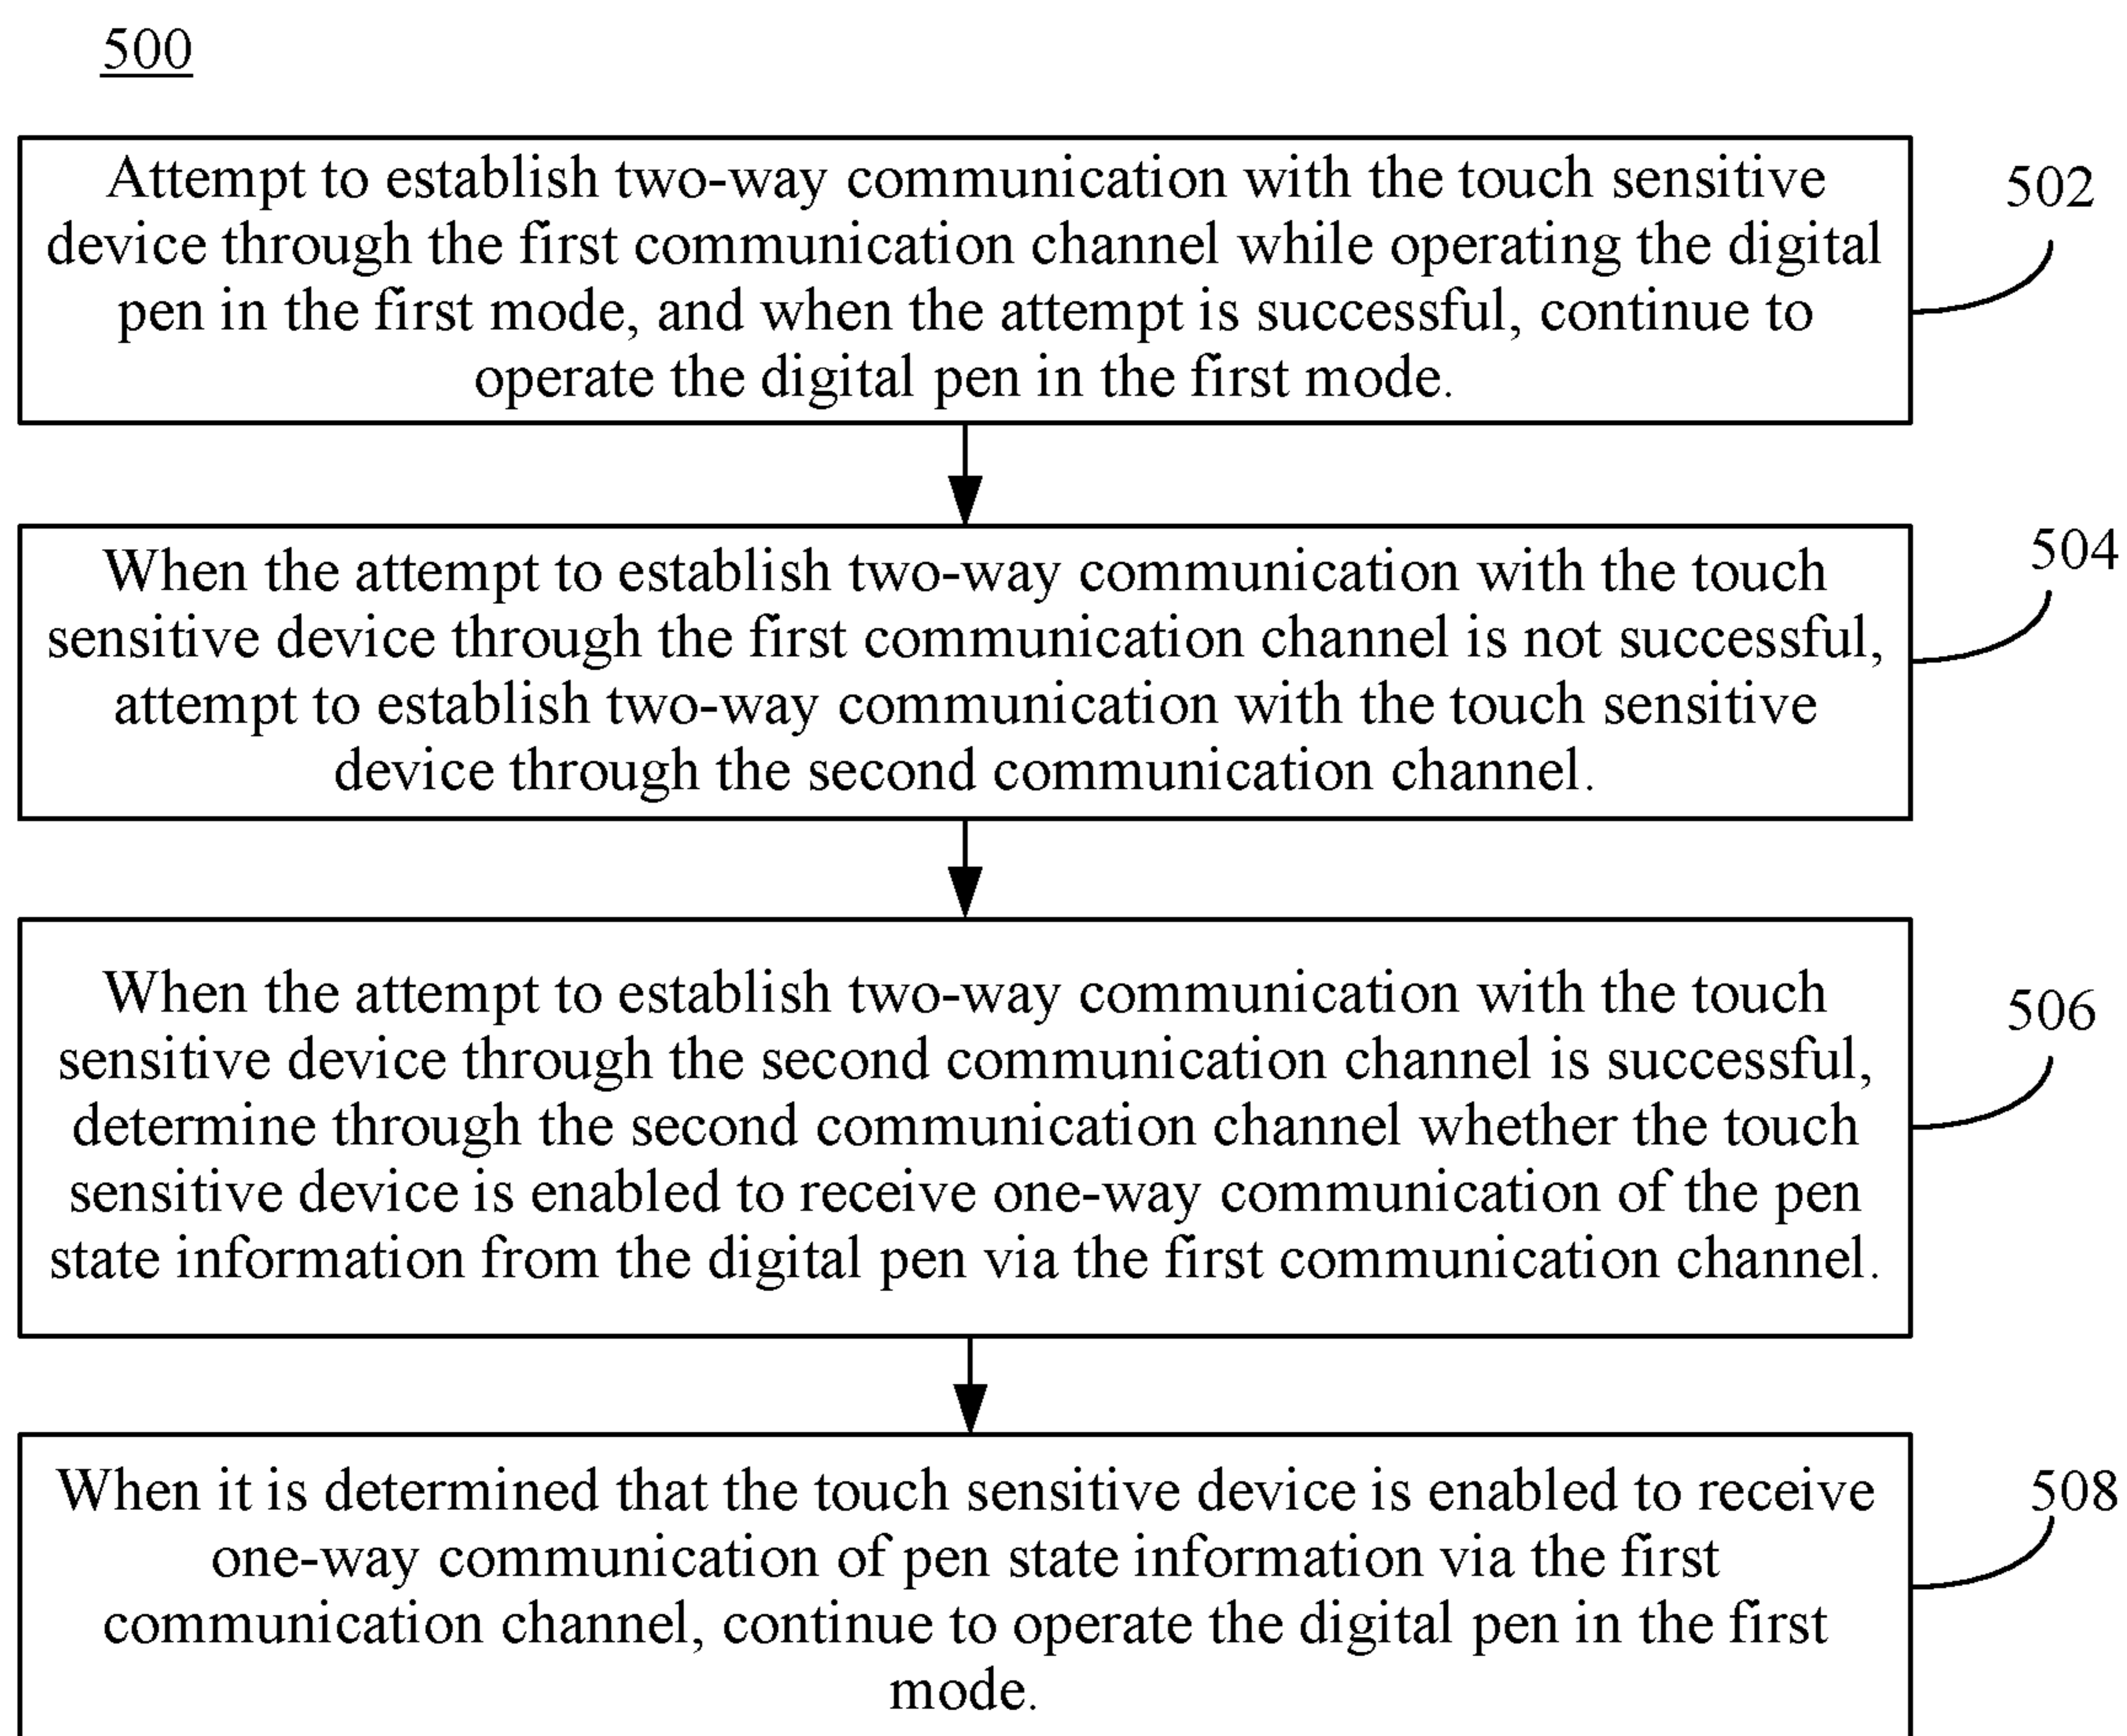 500
Attempt to establish two-way communication with the touch sensitive
device through the first communication channel while operating the digital
pen in the first mode, and when the attempt is successful, continue to
operate the digital pen in the first mode.
502
When the attempt to establish two-way communication with the touch
sensitive device through the first communication channel is not successful,
attempt to establish two-way communication with the touch sensitive
device through the second communication channel.
504
When the attempt to establish two-way communication with the touch
sensitive device through the second communication channel is successful,
determine through the second communication channel whether the touch
sensitive device is enabled to receive one-way communication of the pen
state information from the digital pen via the first communication channel.
506
When it is determined that the touch sensitive device is enabled to receive
one-way communication of pen state information via the first
communication channel, continue to operate the digital pen in the first
mode.
508